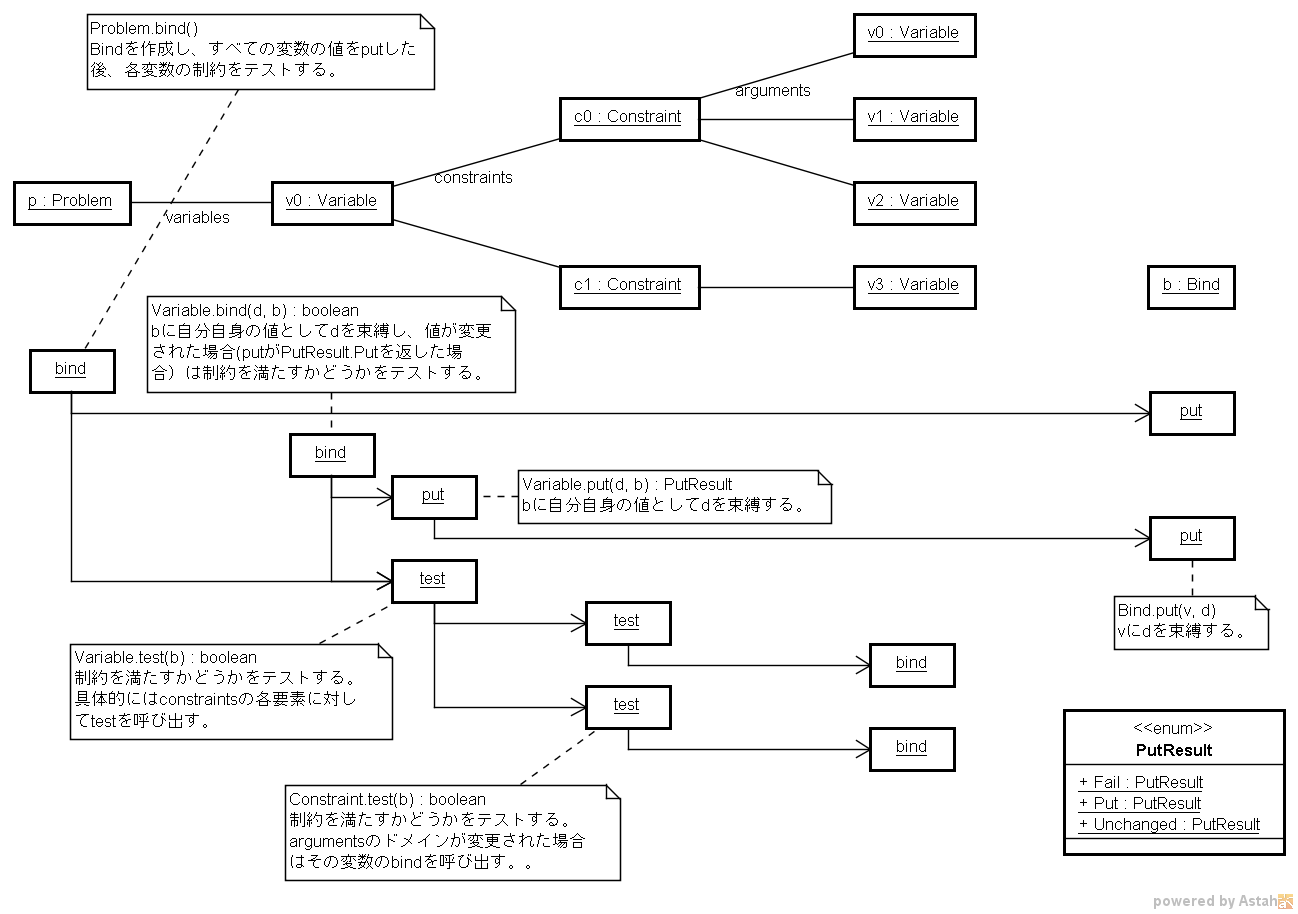 Problem.bind()
Bindを作成し、すべての変数の値をputした
後、各変数の制約をテストする。
v0 : Variable
arguments
c0 : Constraint
v1 : Variable
constraints
p : Problem
v0 : Variable
v2 : Variable
variables
c1 : Constraint
v3 : Variable
b : Bind
Variable.bind(d, b) : boolean
bに自分自身の値としてdを束縛し、値が変更
された場合(putがPutResult.Putを返した場
合）は制約を満たすかどうかをテストする。
bind
put
bind
put
Variable.put(d, b) : PutResult
bに自分自身の値としてdを束縛する。
put
test
Bind.put(v, d)
vにdを束縛する。
test
Variable.test(b) : boolean
制約を満たすかどうかをテストする。
具体的にはconstraintsの各要素に対し
てtestを呼び出す。
bind
test
bind
Constraint.test(b) : boolean
制約を満たすかどうかをテストする。
argumentsのドメインが変更された場合
はその変数のbindを呼び出す。。
<<enum>>
PutResult
+ Fail : PutResult
+ Put : PutResult
+ Unchanged : PutResult
powered by Astah